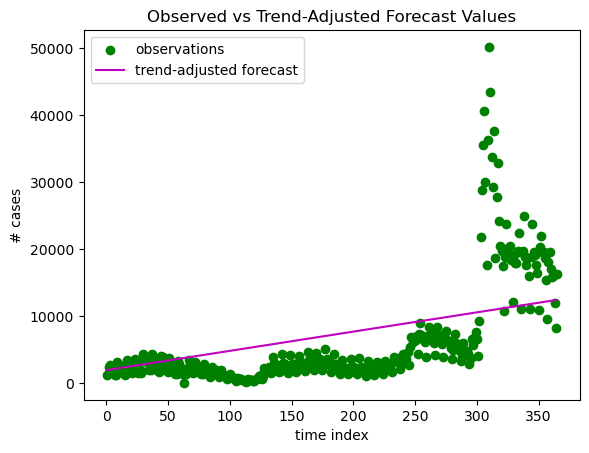 Observed vs Trend-Adjusted Forecast Values
observations
trend-adjusted forecast
50000
40000
30000
20000
10000
0
# cases
0 50 100 150 200 250 300 350
time index